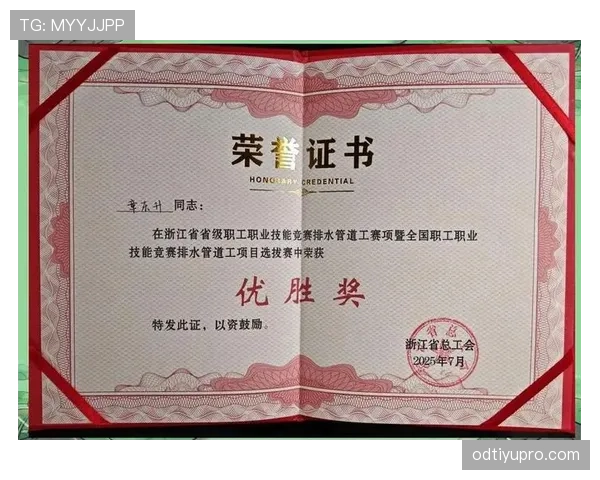 TG: MYYJJPP
荣誉证书
HONORARY CREDENTIAL
章东升 同志：
在浙江省省级职工职业技能竞赛排水管道工赛项暨全国职工职业
技能竞赛排水管道工项目选拔赛中荣获
优胜奖
特发此证，以资鼓励。
浙江省总工会
2025年7月
odtiyupro.com